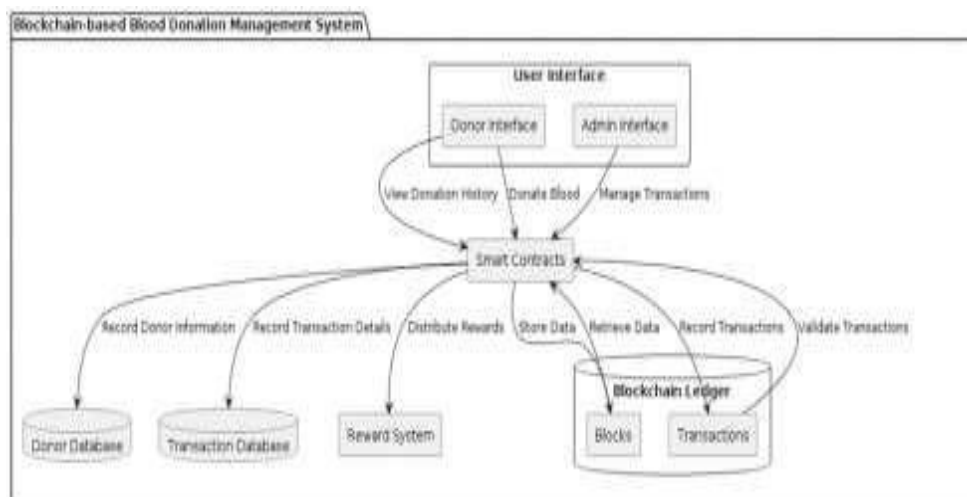 Blockchain-based Blood Donation Management System
User Interface
Donor Interface
Admin Interface
View Donation History
Donate Blood
Manage Transactions
Smart Contracts
Record Donor Information
Record Transaction Details
Distribute Rewards
Store Data
Retrieve Data
Record Transactions
Validate Transactions
Blockchain Ledger
Donor Database
Transaction Database
Reward System
Blocks
Transactions